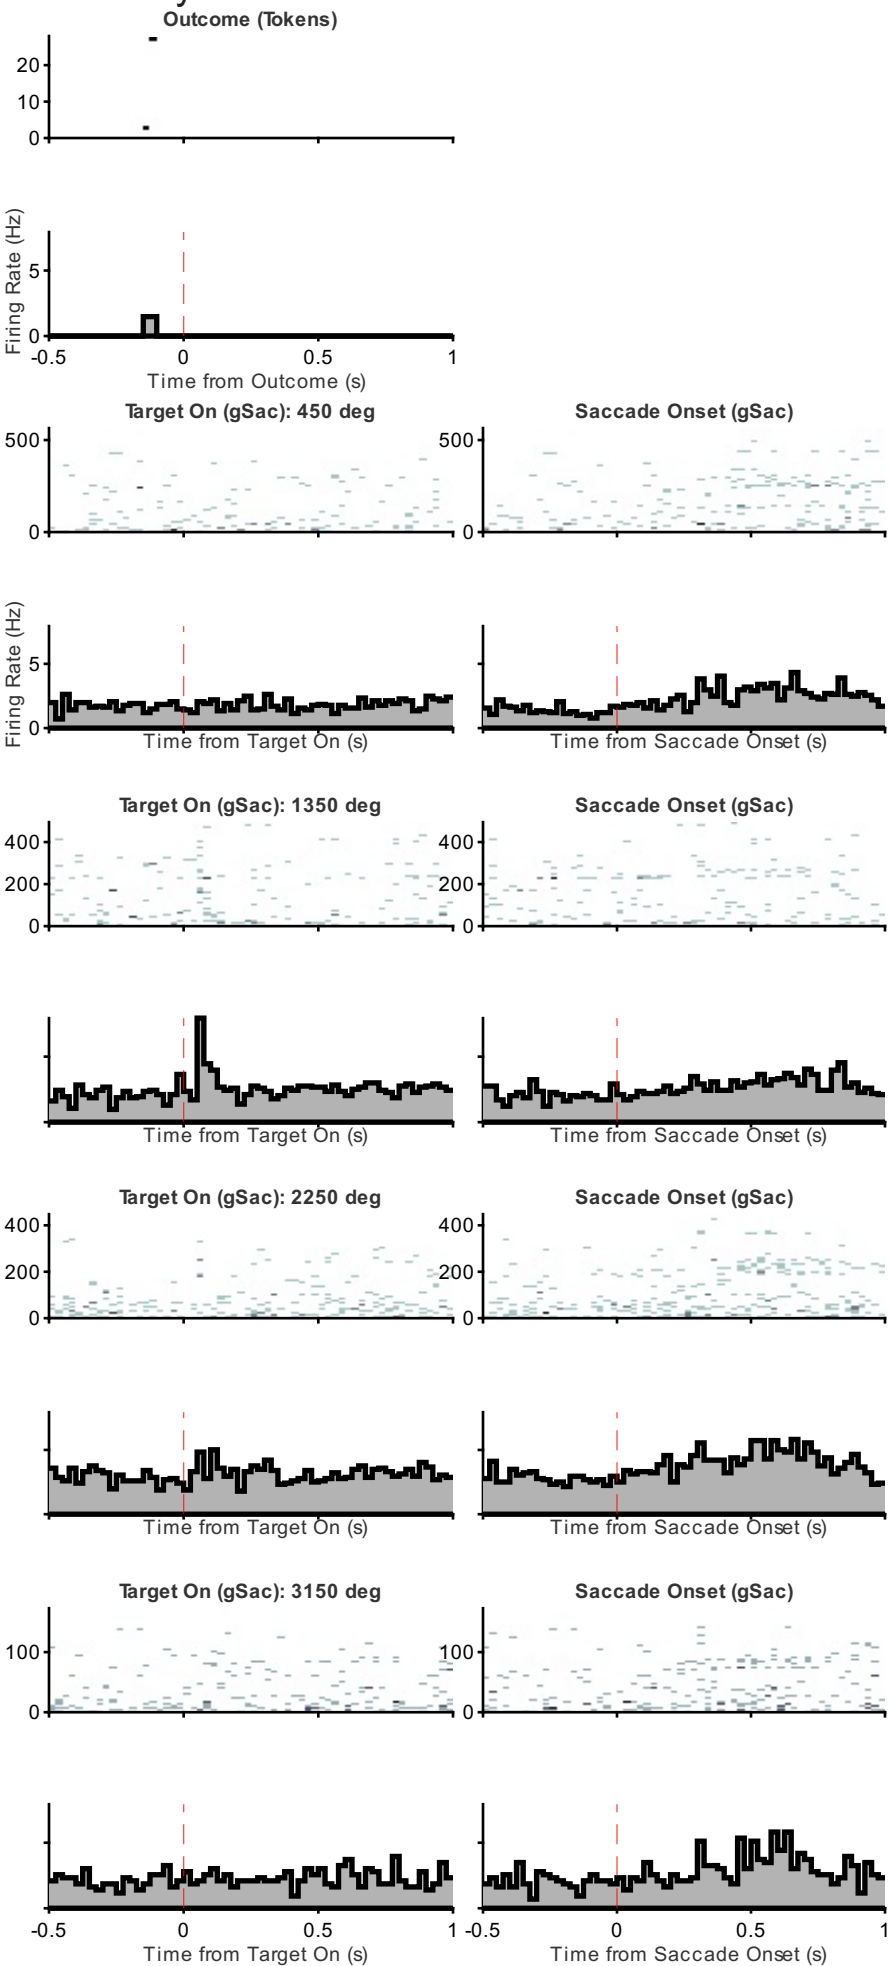 Outcome (Tokens)
20
10
0
Firing Rate (Hz)
5
0
-0.5 0 0.5 1
Time from Outcome (s)
Target On (gSac): 450 deg Saccade Onset (gSac)
500 500
0 0
Firing Rate (Hz)
5
0
Time from Target On (s) Time from Saccade Onset (s)
Target On (gSac): 1350 deg Saccade Onset (gSac)
400 400
200 200
0 0
Time from Target On (s) Time from Saccade Onset (s)
Target On (gSac): 2250 deg Saccade Onset (gSac)
400 400
200 200
0 0
Time from Target On (s) Time from Saccade Onset (s)
Target On (gSac): 3150 deg Saccade Onset (gSac)
100 100
0 0
-0.5 0 0.5 1 -0.5 0 0.5 1
Time from Target On (s) Time from Saccade Onset (s)